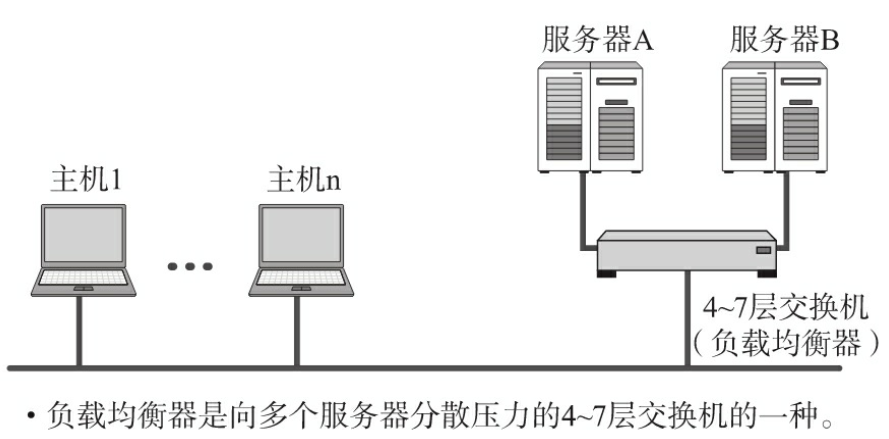 服务器A
服务器B
主机1
主机n
4~7层交换机
（负载均衡器）
·负载均衡器是向多个服务器分散压力的4~7层交换机的一种。